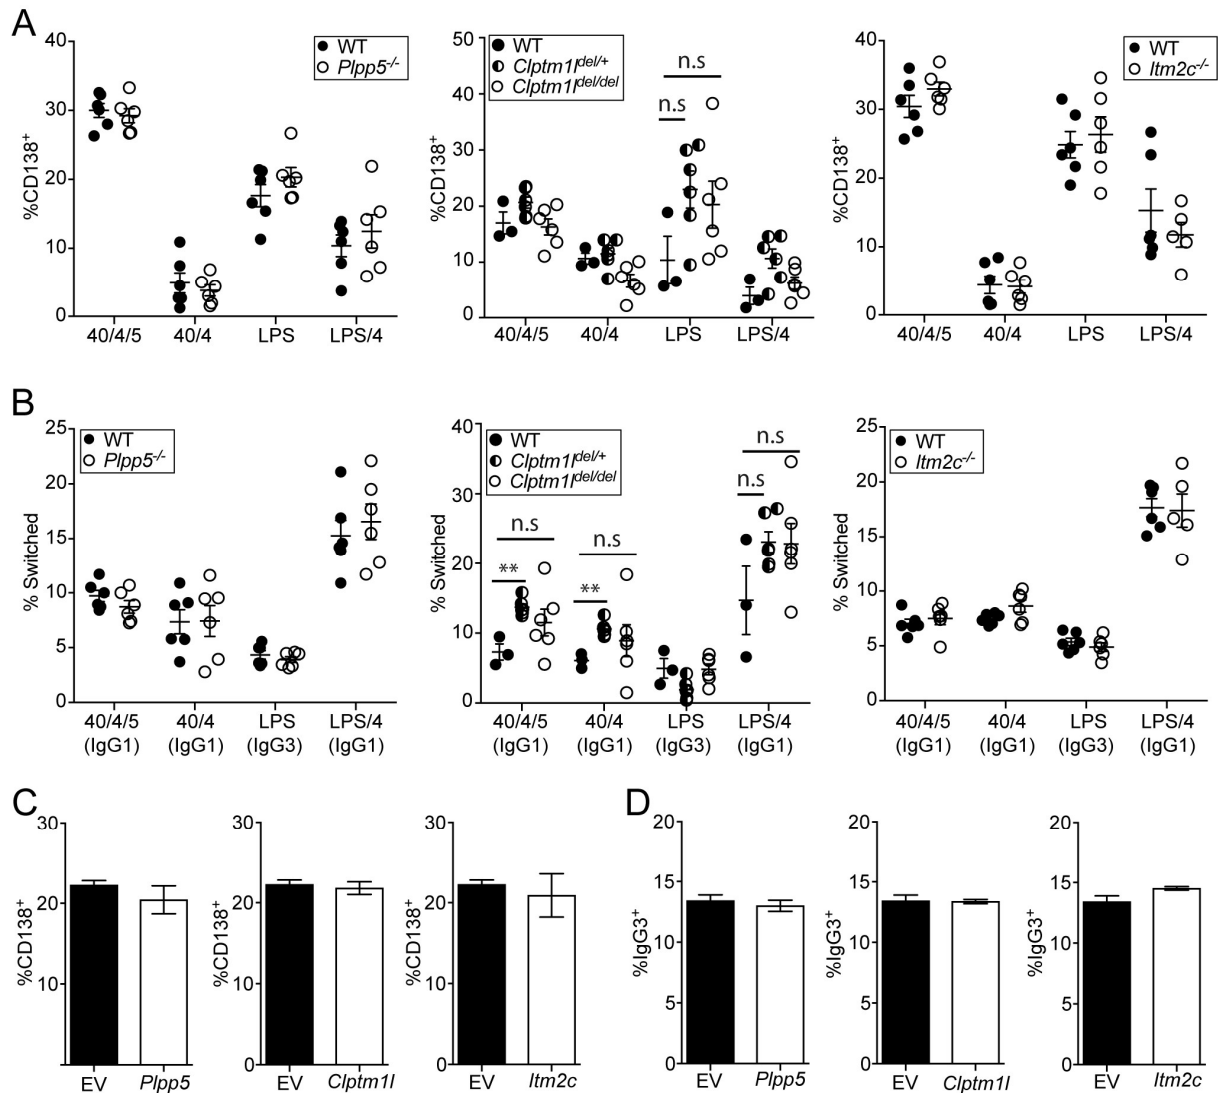 A
WT
Plpp5-/-
%CD138+
40
30
20
10
0
40/4/5 40/4 LPS LPS/4
WT
Clptm1ldel/+
Clptm1ldel/del
n.s
n.s
%CD138+
50
40
30
20
10
0
40/4/5 40/4 LPS LPS/4
WT
Itm2c-/-
%CD138+
40
30
20
10
0
40/4/5 40/4 LPS LPS/4
B
WT
Plpp5-/-
% Switched
25
20
15
10
5
0
40/4/5 40/4 LPS LPS/4
(IgG1) (IgG1) (IgG3) (IgG1)
WT
Clptm1ldel/+
Clptm1ldel/del
n.s
n.s
n.s
n.s
**
**
% Switched
40
30
20
10
0
40/4/5 40/4 LPS LPS/4
(IgG1) (IgG1) (IgG3) (IgG1)
WT
Itm2c-/-
% Switched
25
20
15
10
5
0
40/4/5 40/4 LPS LPS/4
(IgG1) (IgG1) (IgG3) (IgG1)
C
%CD138+
30
20
10
EV Plpp5
%CD138+
30
20
10
0
EV Clptm1l
%CD138+
30
20
10
0
EV Itm2c
D
%IgG3+
20
15
10
5
0
EV Plpp5
%IgG3+
20
15
10
5
0
EV Clptm1l
%IgG3+
20
15
10
5
0
EV Itm2c